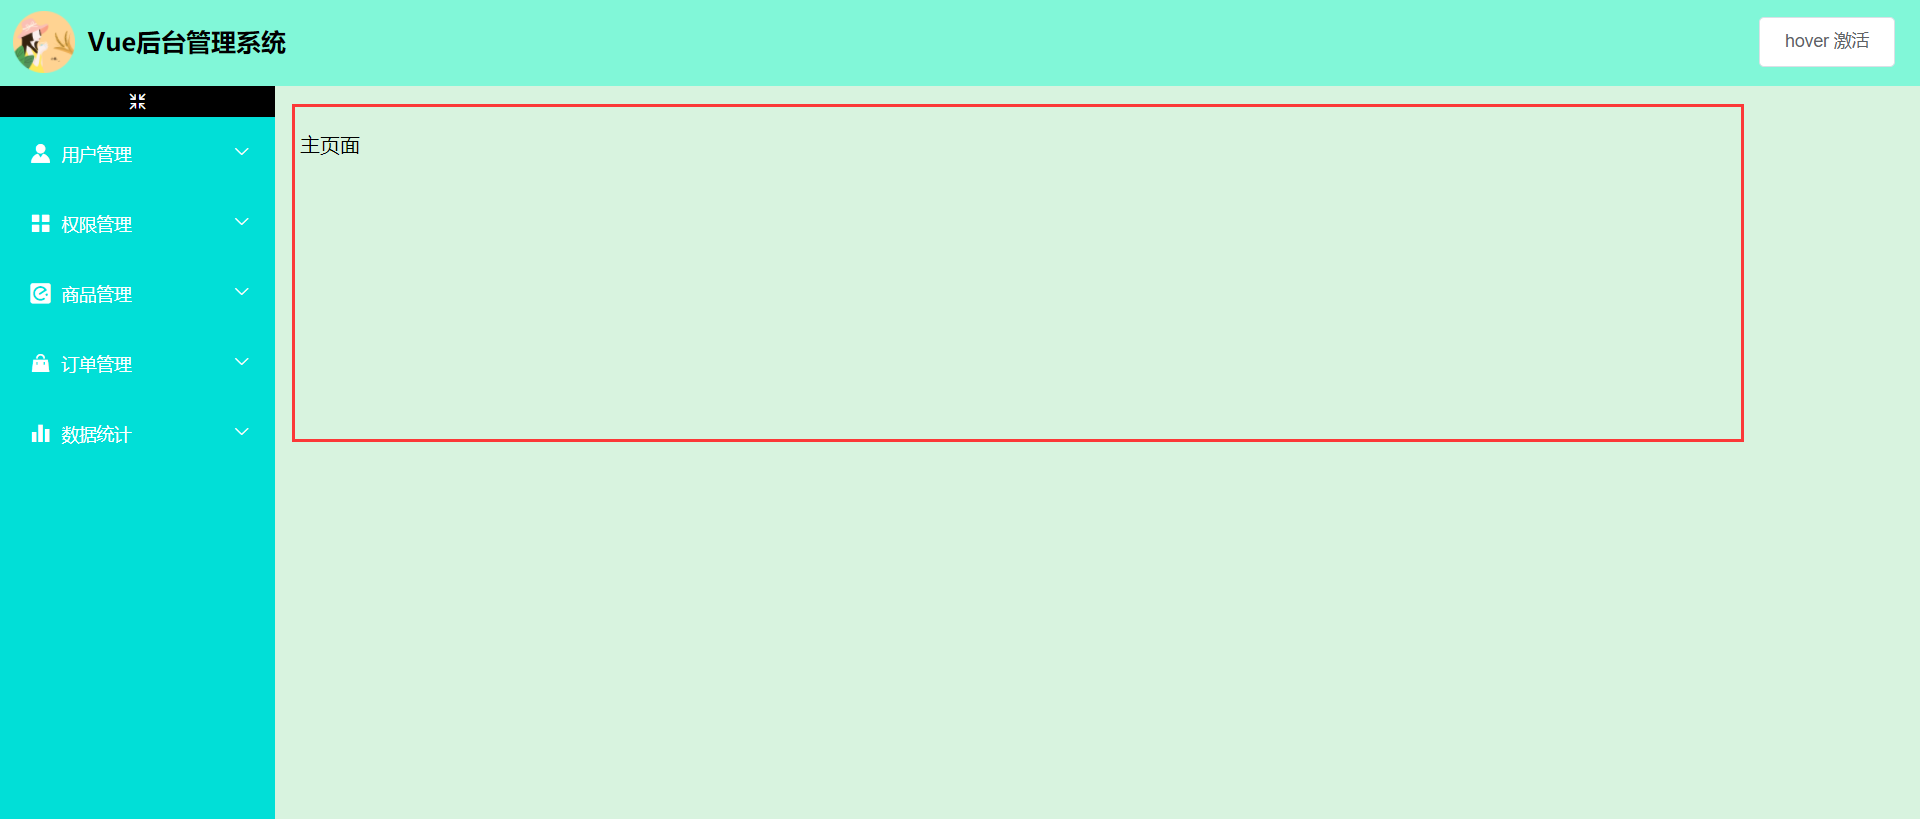 Vue后台管理系统
hover 激活
用户管理
权限管理
商品管理
订单管理
数据统计
主页面